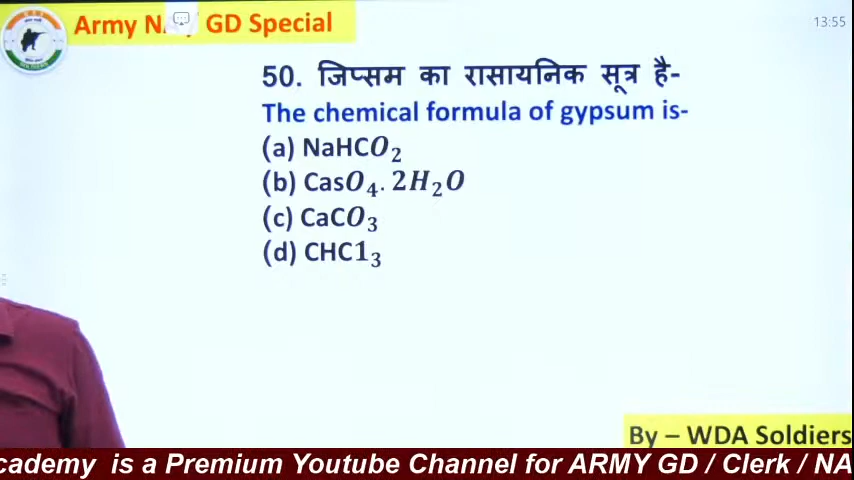 Army NA GD Special
13:55
50. जिप्सम का रासायनिक सूत्र है-
The chemical formula of gypsum is-
(a) NaHCO₂
(b) CasO₄. 2H₂O
(c) CaCO₃
(d) CHC1₃
By – WDA Soldiers
cademy is a Premium Youtube Channel for ARMY GD / Clerk / NA